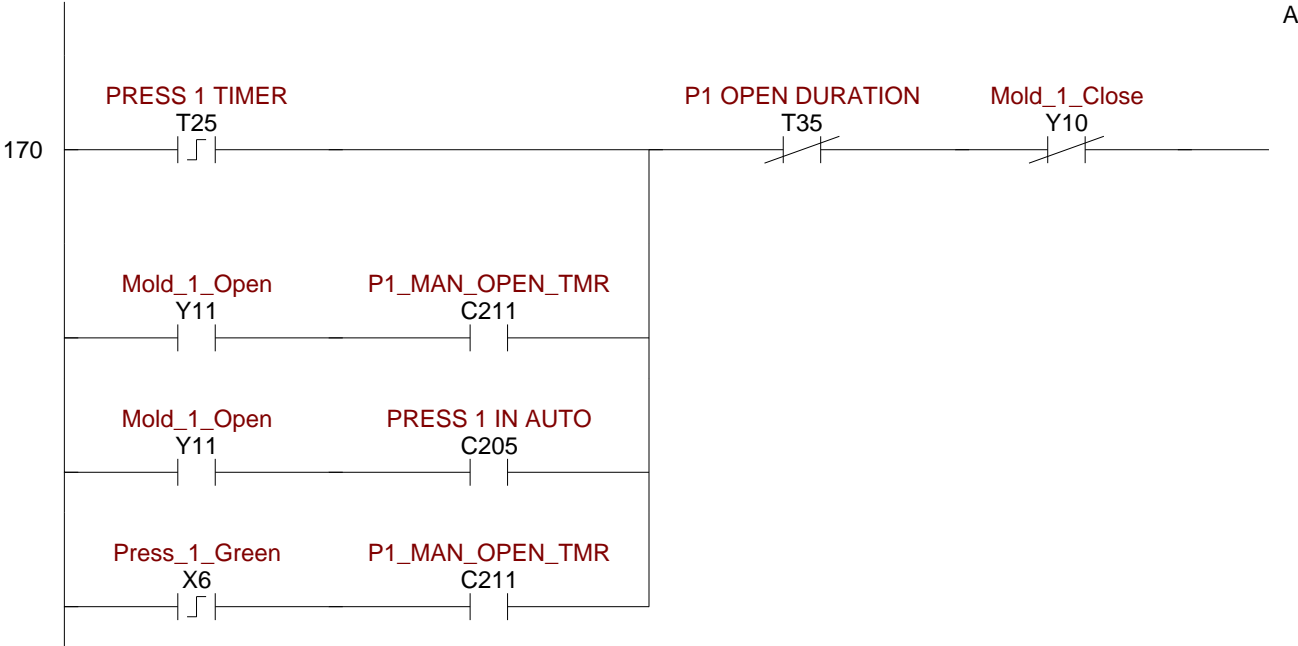 A
PRESS 1 TIMER
T25
P1 OPEN DURATION
T35
Mold_1_Close
Y10
170
Mold_1_Open
Y11
P1_MAN_OPEN_TMR
C211
Mold_1_Open
Y11
PRESS 1 IN AUTO
C205
Press_1_Green
X6
P1_MAN_OPEN_TMR
C211